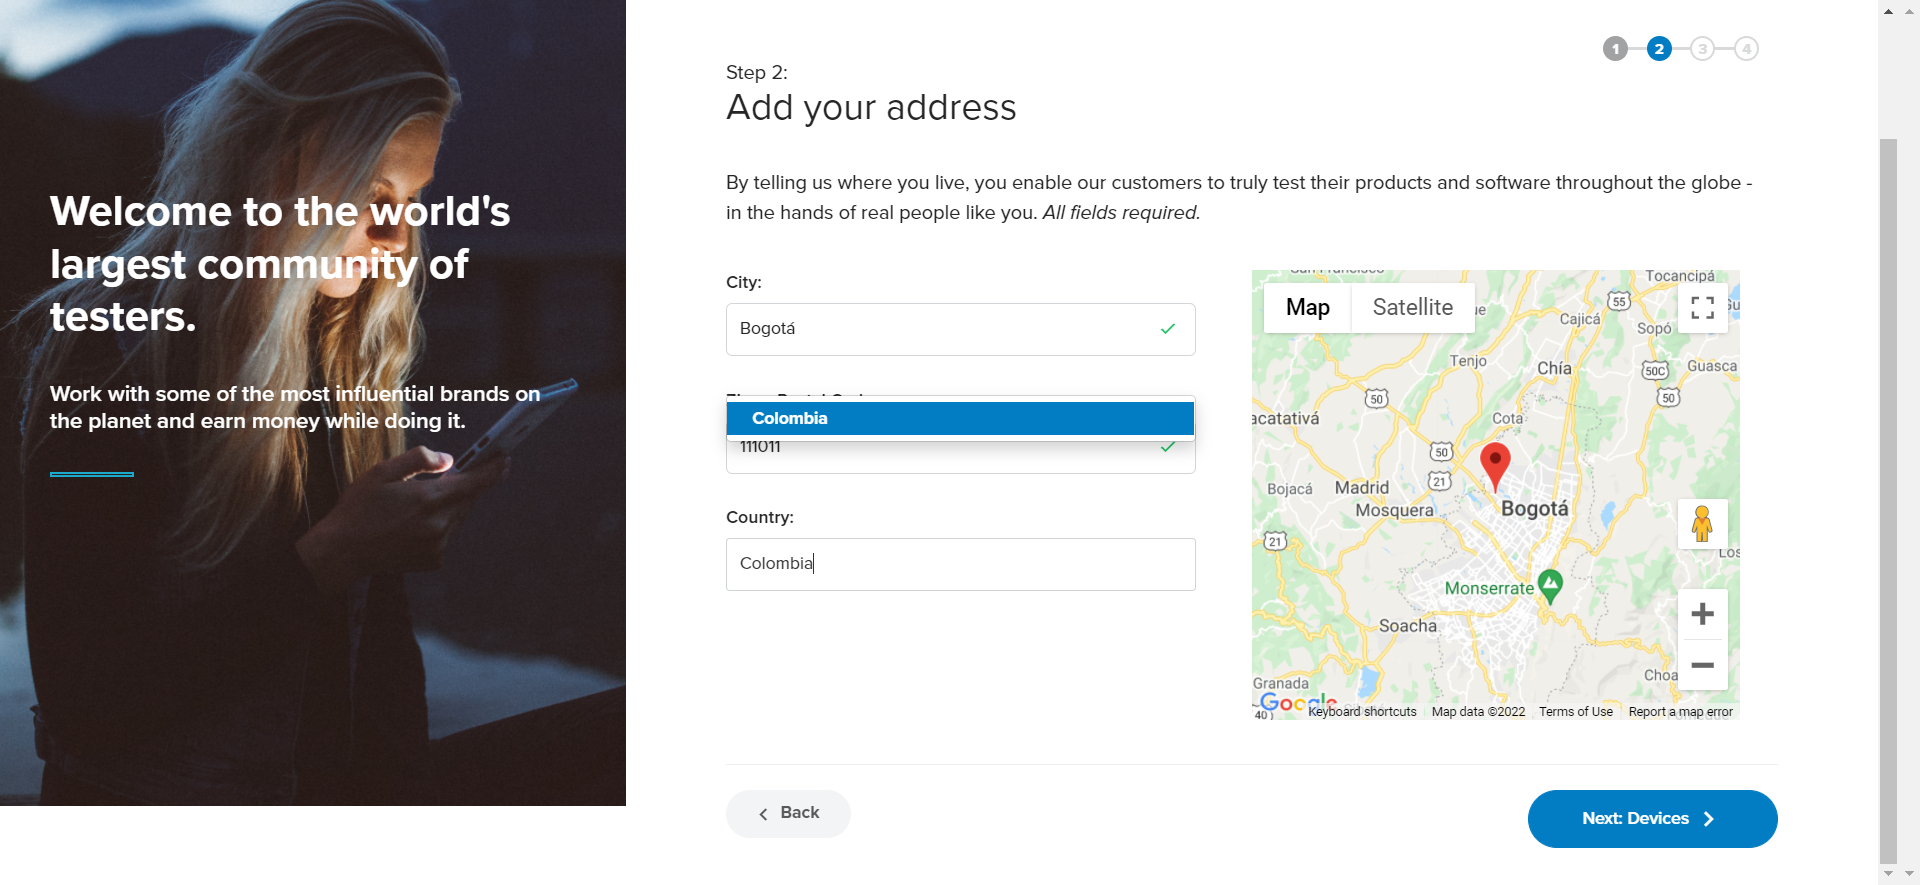 Welcome to the world's
largest community of
testers.
Work with some of the most influential brands on
the planet and earn money while doing it.
1 2 3 4
Step 2:
Add your address
By telling us where you live, you enable our customers to truly test their products and software throughout the globe -
in the hands of real people like you. All fields required.
City:
Bogotá
Colombia
111011
Country:
Colombia
Map Satellite
Tocancipá
55
Cajicá
Sopó
Tenjo
Chía
50C
Guasca
50
50
Cota
acatativá
50
21
Bojacá
Madrid
Mosquera
Bogotá
21
Monserrate
Soacha
Choa
Granada
40
Google
Keyboard shortcuts Map data ©2022 Terms of Use Report a map error
Back
Next: Devices